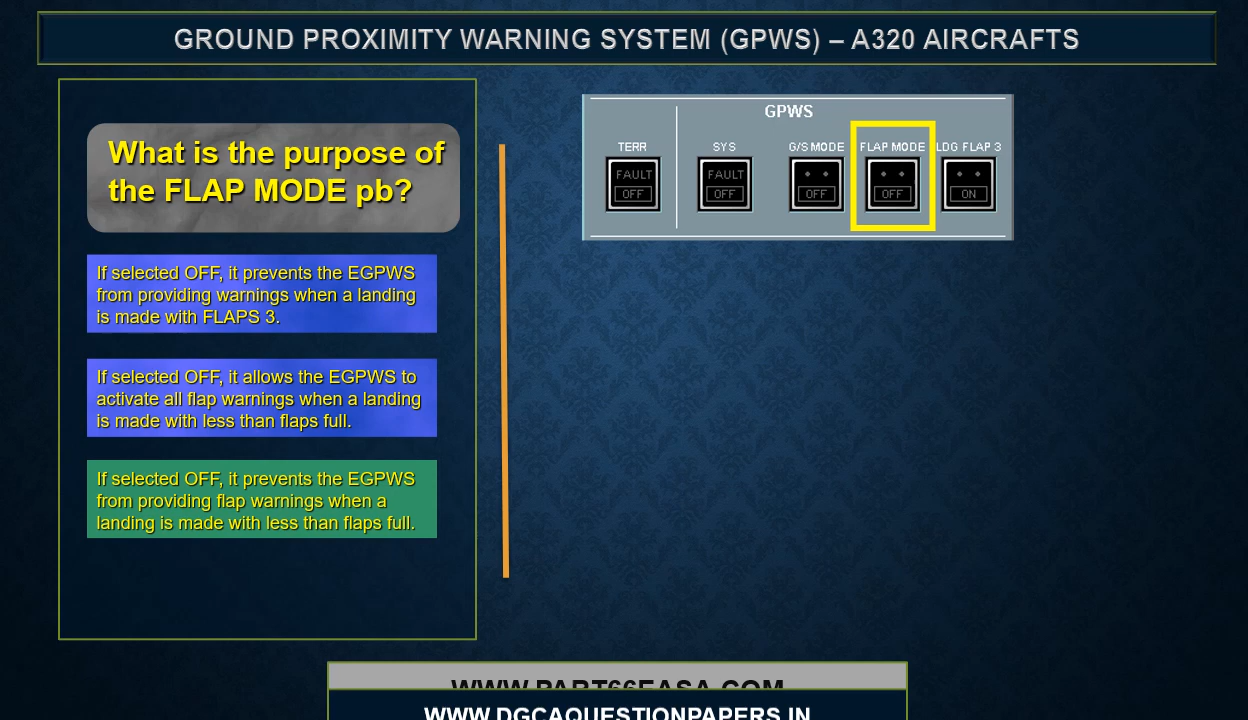 GROUND PROXIMITY WARNING SYSTEM (GPWS) – A320 AIRCRAFTS
What is the purpose of
the FLAP MODE pb?
If selected OFF, it prevents the EGPWS
from providing warnings when a landing
is made with FLAPS 3.
If selected OFF, it allows the EGPWS to
activate all flap warnings when a landing
is made with less than flaps full.
If selected OFF, it prevents the EGPWS
from providing flap warnings when a
landing is made with less than flaps full.
GPWS
TERR SYS G/S MODE FLAP MODE LDG FLAP 3
FAULT FAULT
OFF OFF OFF OFF ON
WWW.PART66EASA.COM
WWW.DGCAQUESTIONPAPERS.IN